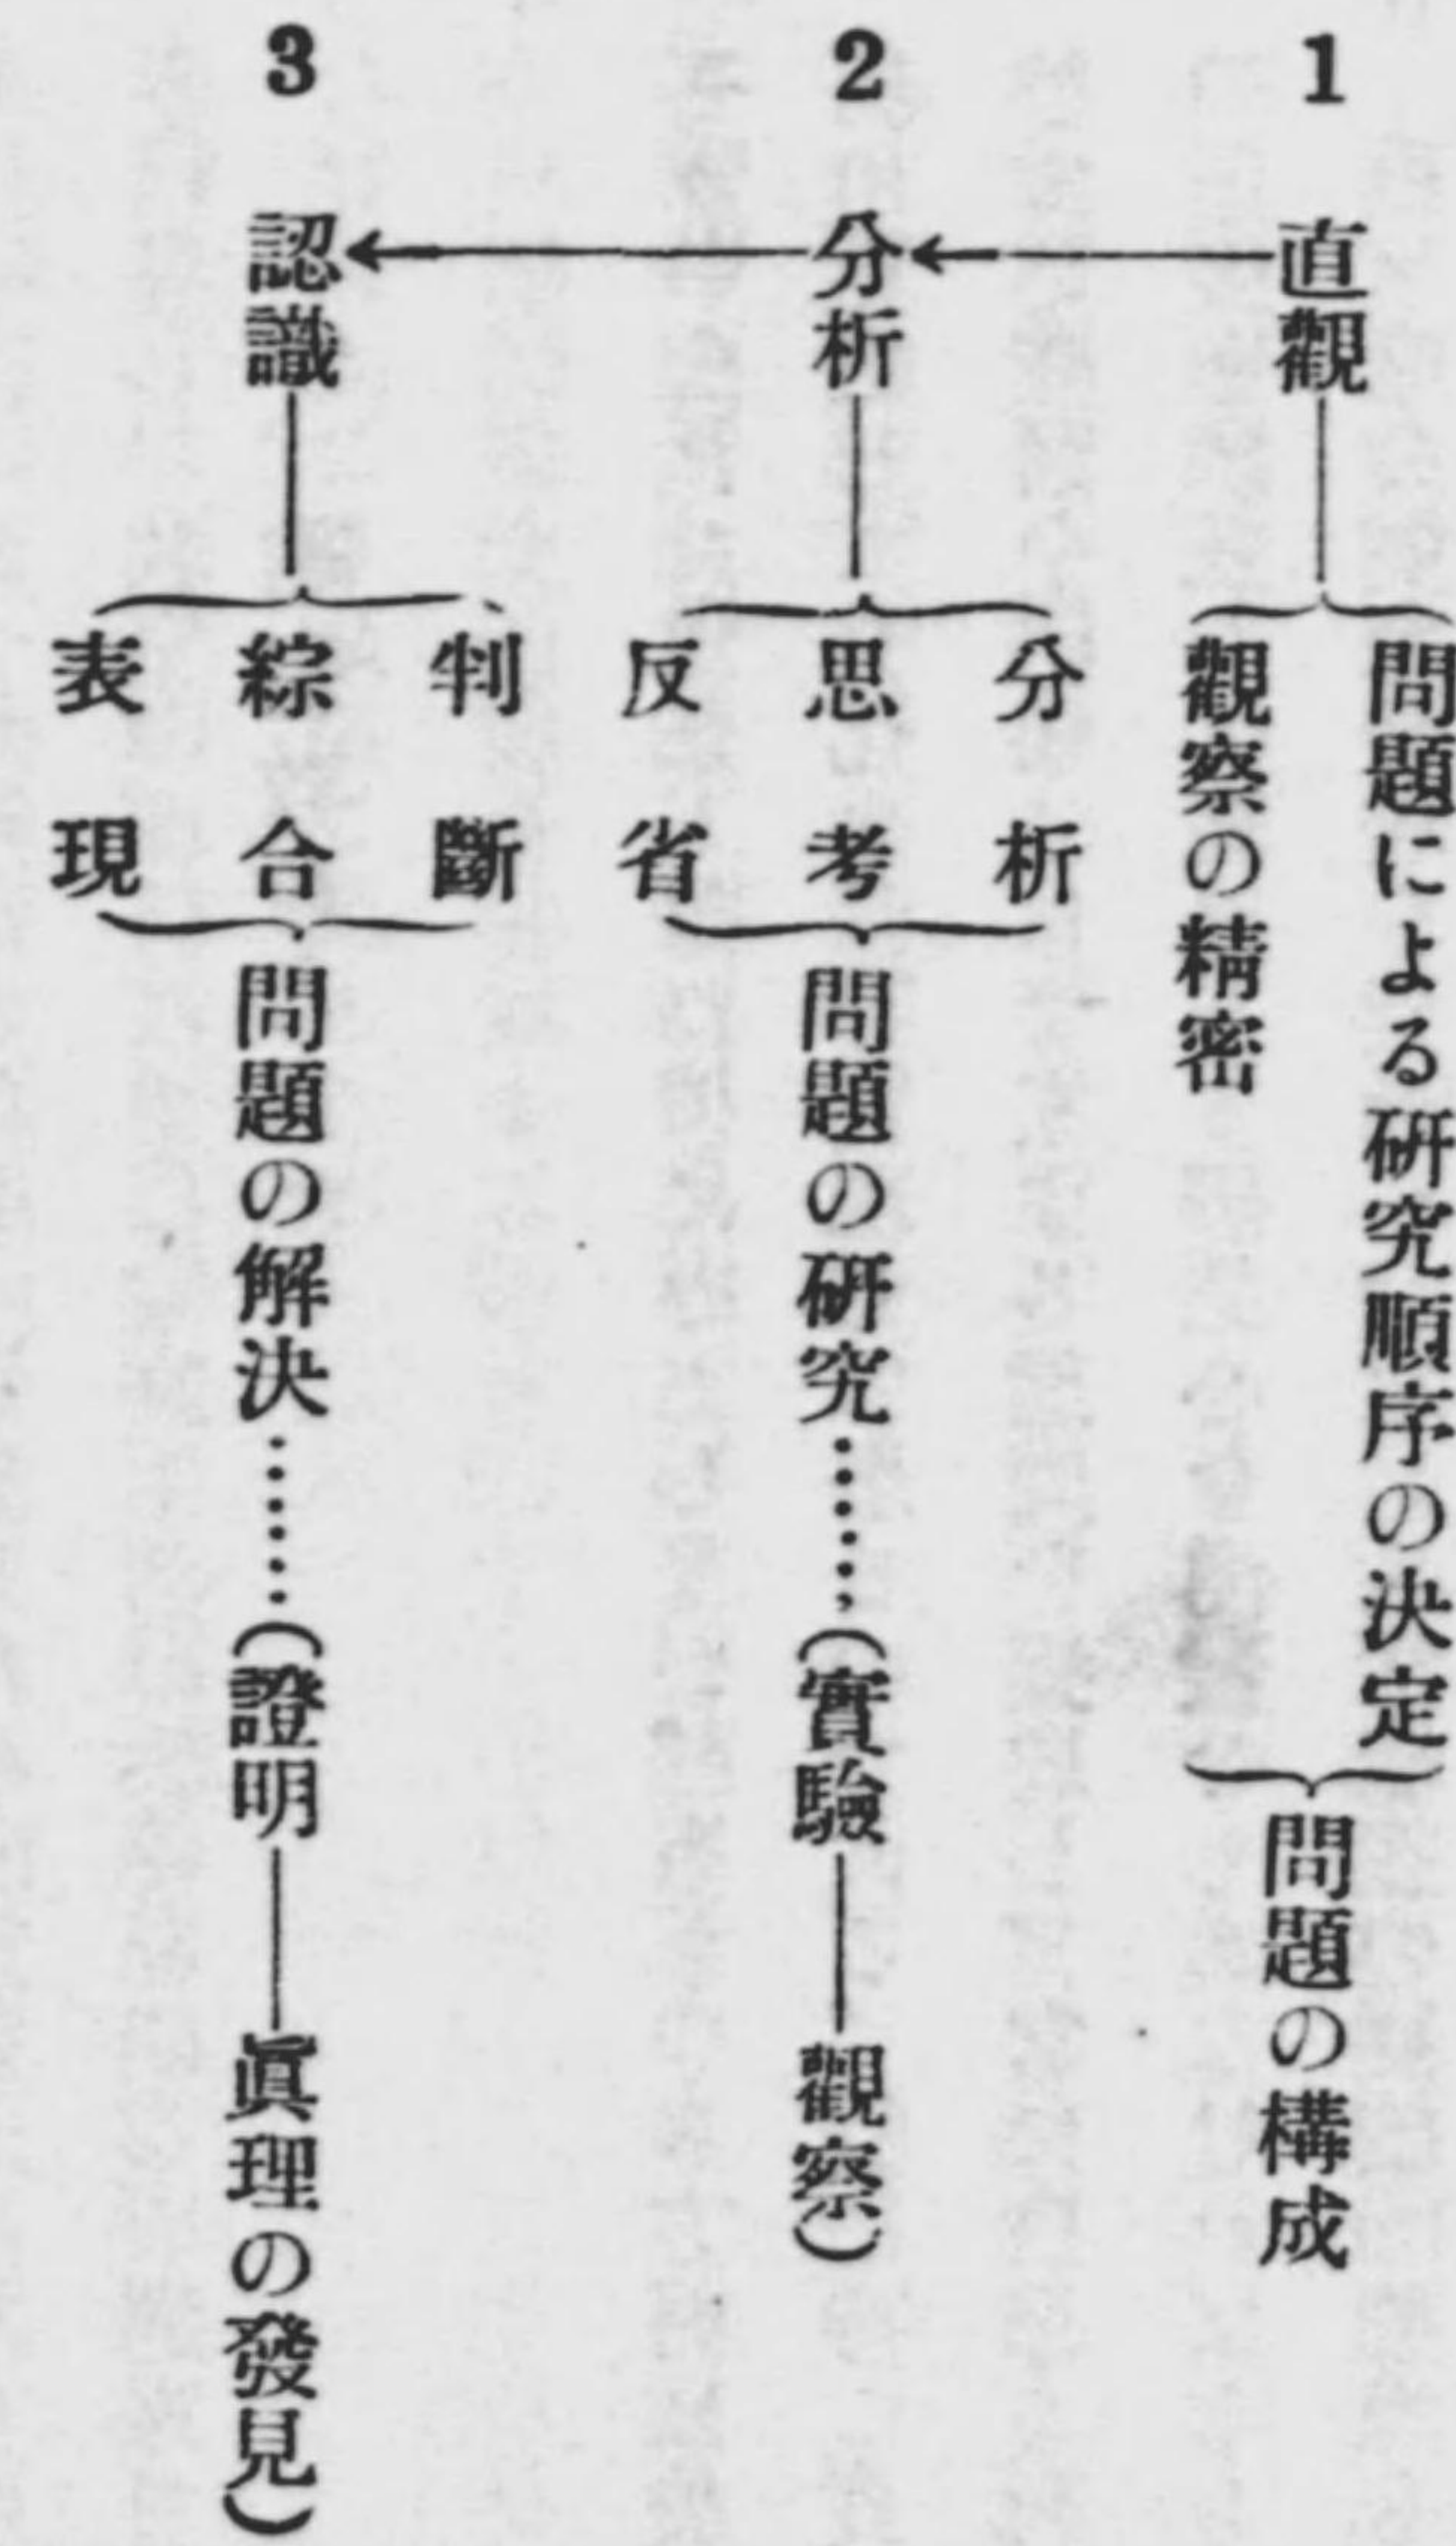 1
直觀
問題による研究順序の決定
觀察の精密
問題の構成
2
分析
分析
思考
反省
問題の研究……(實驗——觀察)
3
認識
判斷
綜合
表現
問題の解決……(證明——眞理の發見)